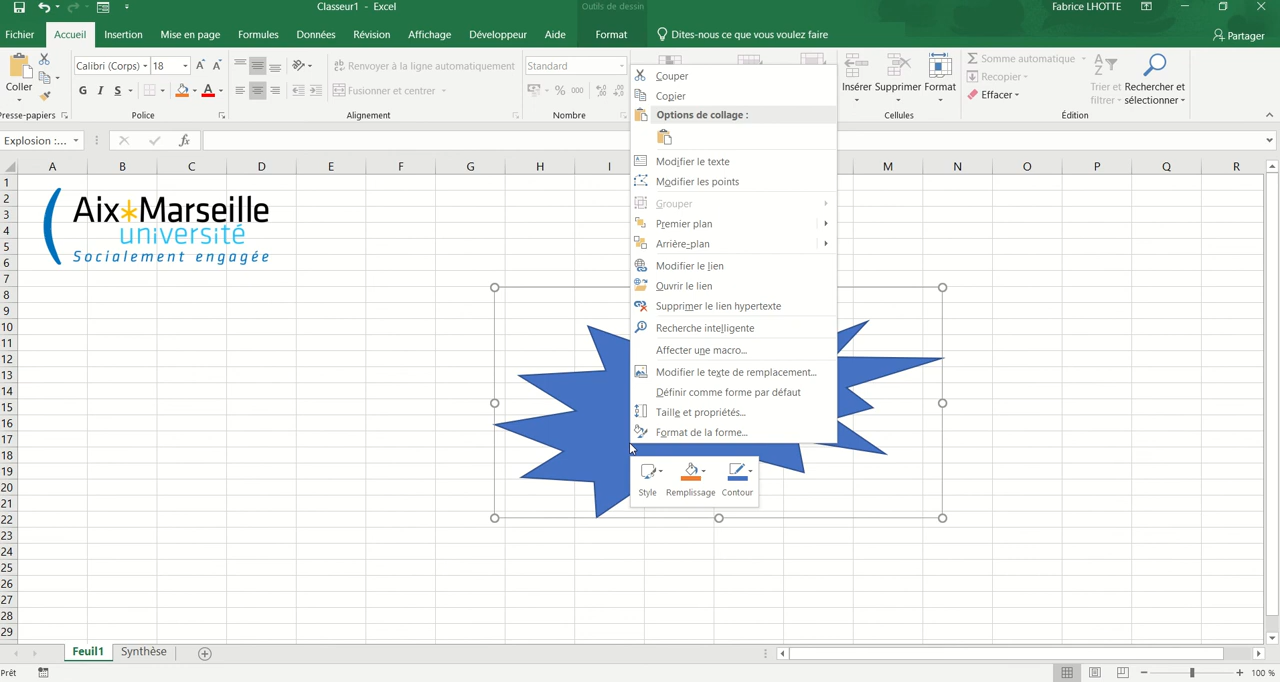 Classeur1 - Excel
Outils de dessin
Fabrice LHOTTE
Fichier
Accueil
Insertion
Mise en page
Formules
Données
Révision
Affichage
Développeur
Aide
Format
Dites-nous ce que vous voulez faire
Partager
Coller
Presse-papiers
Calibri (Corps)
18
G I S
Police
Renvoyer à la ligne automatiquement
Fusionner et centrer
Alignement
Standard
% 000
Nombre
Insérer Supprimer Format
Cellules
Somme automatique
Recopier
Effacer
Trier et
filtrer
Rechercher et
sélectionner
Édition
Explosion :...
fx
A B C D E F G H I M N O P Q R
1
2
3
4
5
6
7
8
9
10
11
12
13
14
15
16
17
18
19
20
21
22
23
24
25
26
27
28
29
Aix Marseille
université
Socialement engagée
Couper
Copier
Options de collage :
Modifier le texte
Modifier les points
Grouper
Premier plan
Arrière-plan
Modifier le lien
Ouvrir le lien
Supprimer le lien hypertexte
Recherche intelligente
Affecter une macro...
Modifier le texte de remplacement...
Définir comme forme par défaut
Taille et propriétés...
Format de la forme...
Style
Remplissage
Contour
Feuil1
Synthèse
Prêt
100 %